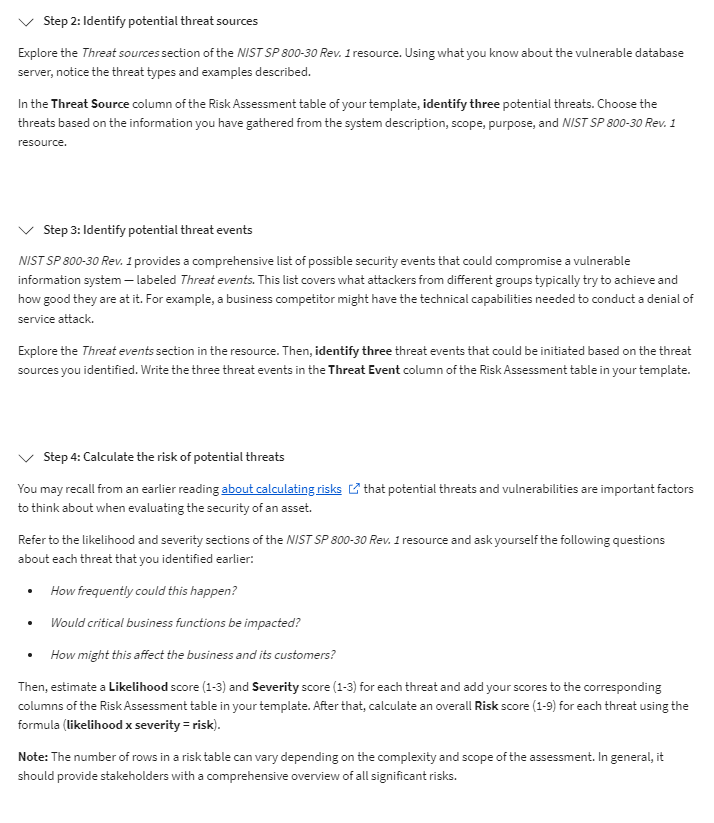 Step 2: Identify potential threat sources
Explore the Threat sources section of the NIST SP 800-30 Rev. 1 resource. Using what you know about the vulnerable database
server, notice the threat types and examples described.
In the Threat Source column of the Risk Assessment table of your template, identify three potential threats. Choose the
threats based on the information you have gathered from the system description, scope, purpose, and NIST SP 800-30 Rev. 1
resource.
Step 3: Identify potential threat events
NIST SP 800-30 Rev. 1 provides a comprehensive list of possible security events that could compromise a vulnerable
information system — labeled Threat events. This list covers what attackers from different groups typically try to achieve and
how good they are at it. For example, a business competitor might have the technical capabilities needed to conduct a denial of
service attack.
Explore the Threat events section in the resource. Then, identify three threat events that could be initiated based on the threat
sources you identified. Write the three threat events in the Threat Event column of the Risk Assessment table in your template.
Step 4: Calculate the risk of potential threats
You may recall from an earlier reading about calculating risks that potential threats and vulnerabilities are important factors
to think about when evaluating the security of an asset.
Refer to the likelihood and severity sections of the NIST SP 800-30 Rev. 1 resource and ask yourself the following questions
about each threat that you identified earlier:
• How frequently could this happen?
• Would critical business functions be impacted?
• How might this affect the business and its customers?
Then, estimate a Likelihood score (1-3) and Severity score (1-3) for each threat and add your scores to the corresponding
columns of the Risk Assessment table in your template. After that, calculate an overall Risk score (1-9) for each threat using the
formula (likelihood x severity = risk).
Note: The number of rows in a risk table can vary depending on the complexity and scope of the assessment. In general, it
should provide stakeholders with a comprehensive overview of all significant risks.